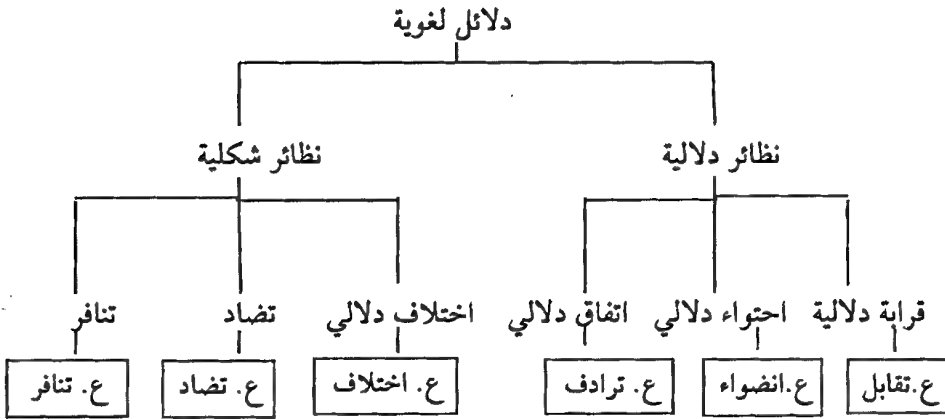 دلائل لغوية
نظائر دلالية نظائر شكلية
قرابة دلالية احتواء دلالي اتفاق دلالي اختلاف دلالي تضاد تنافر
ع.تقابل ع.انضواء ع. ترادف ع. اختلاف ع. تضاد ع. تنافر